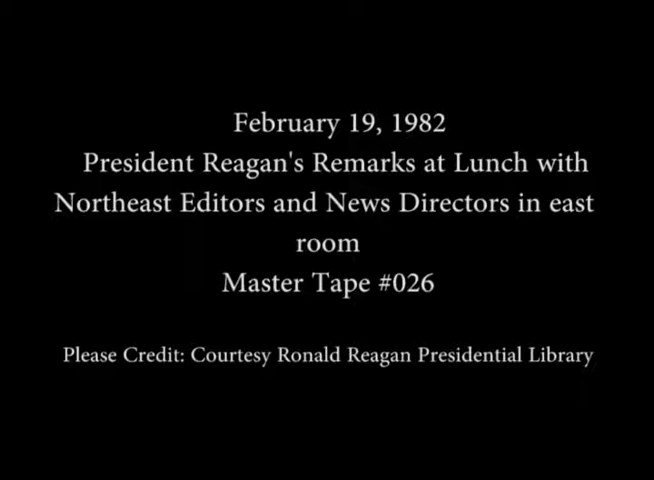 February 19, 1982
President Reagan's Remarks at Lunch with
Northeast Editors and News Directors in east
room
Master Tape #026
Please Credit: Courtesy Ronald Reagan Presidential Library